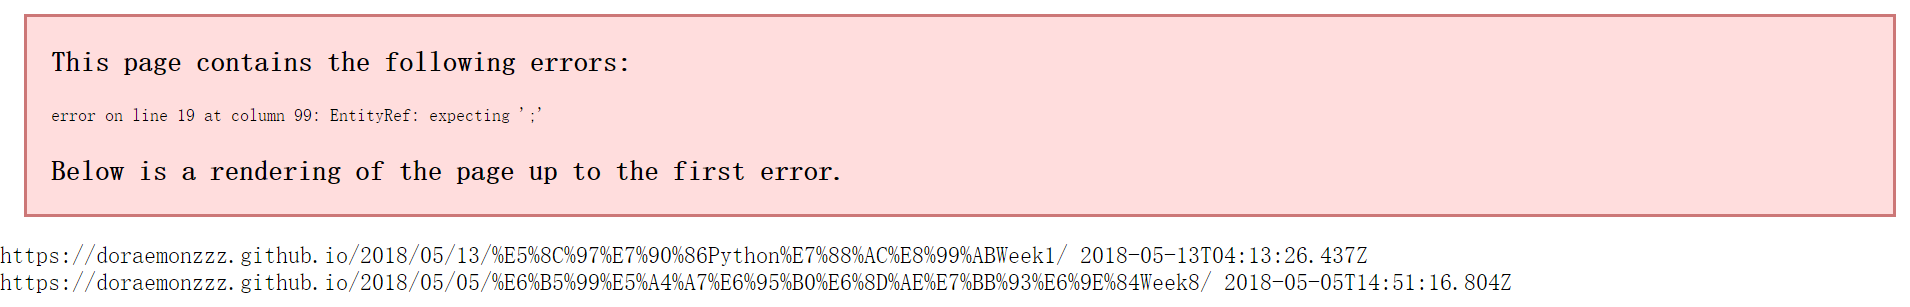 This page contains the following errors:
error on line 19 at column 99: EntityRef: expecting ';'
Below is a rendering of the page up to the first error.
https://doraemonzzz.github.io/2018/05/13/%E5%8C%97%E7%90%86Python%E7%88%AC%E8%99%ABWeek1/ 2018-05-13T04:13:26.437Z
https://doraemonzzz.github.io/2018/05/05/%E6%B5%99%E5%A4%A7%E6%95%B0%E6%8D%AE%E7%BB%93%E6%9E%84Week8/ 2018-05-05T14:51:16.804Z